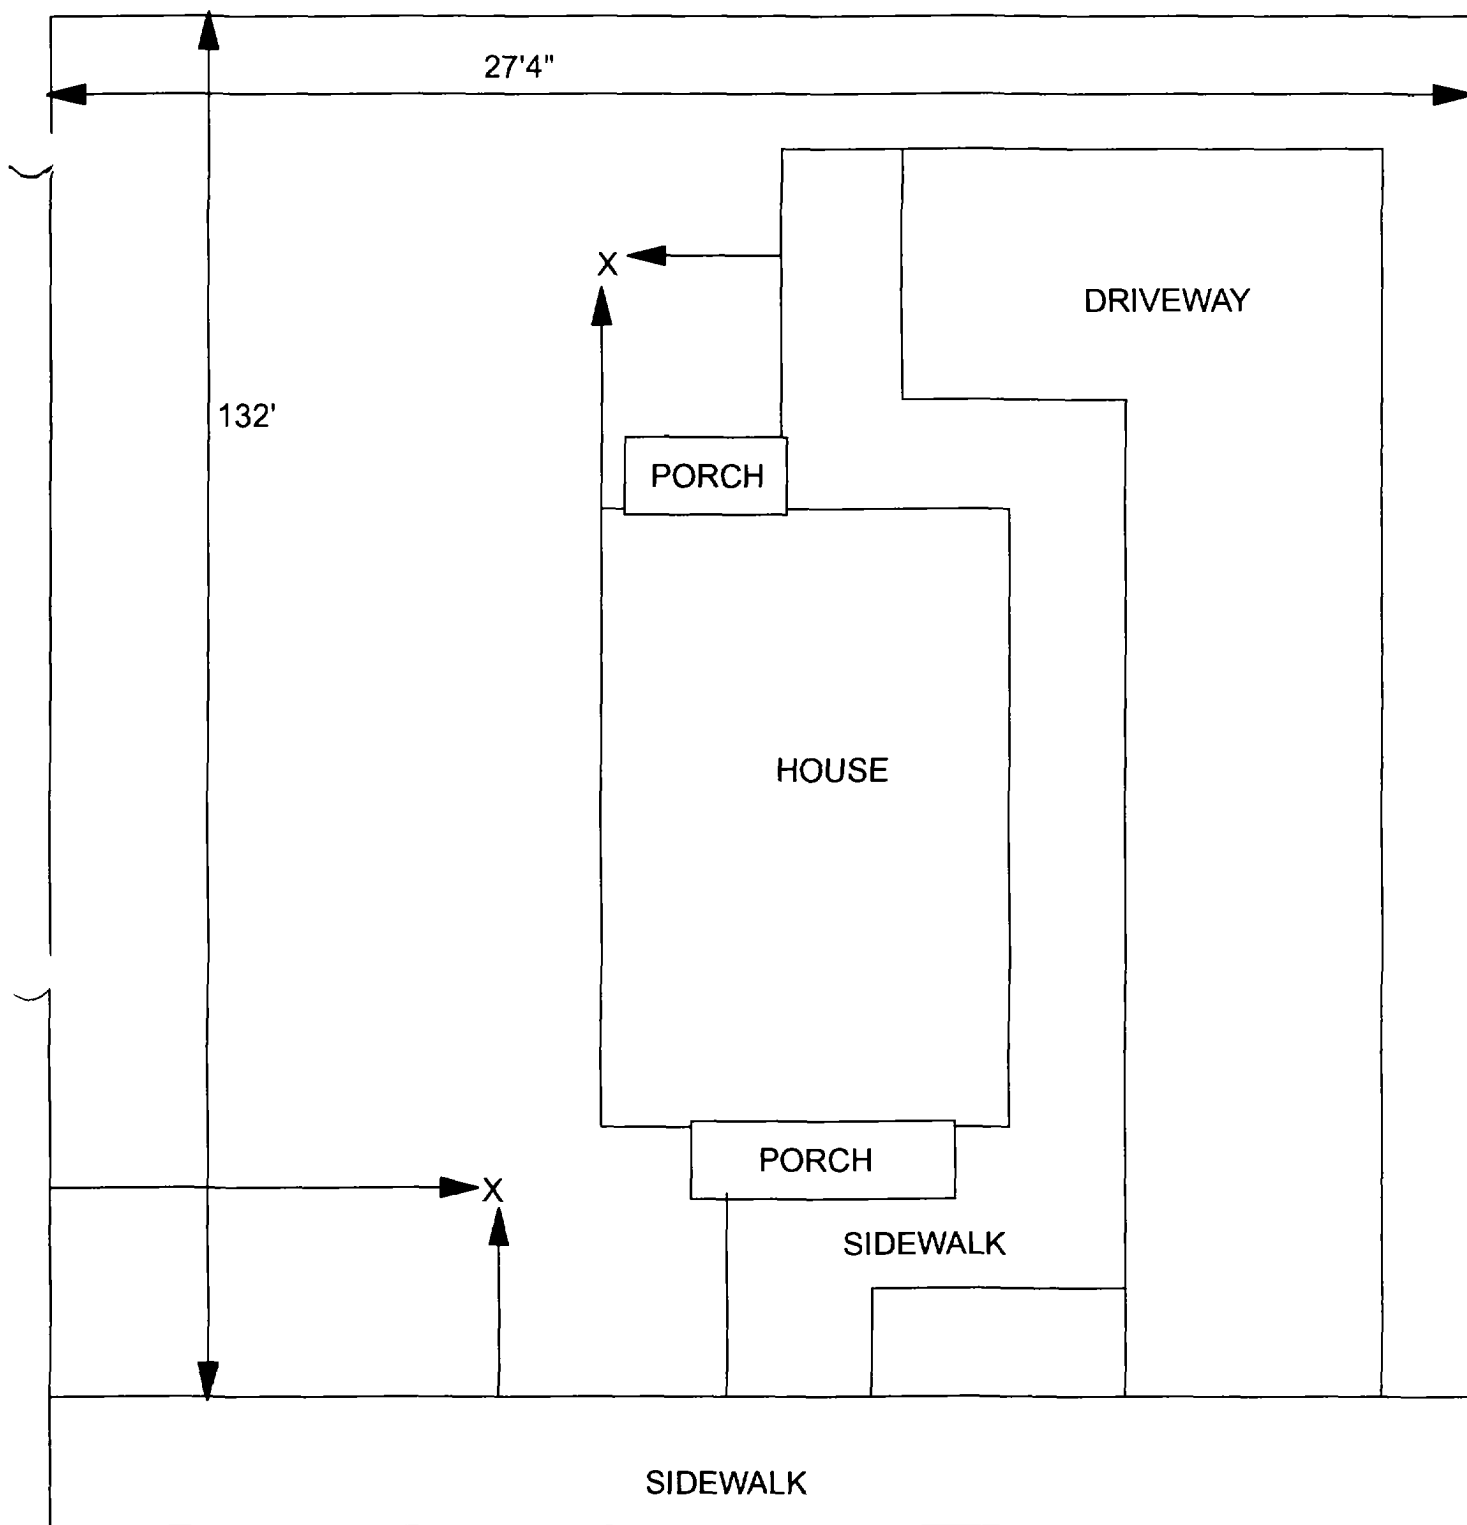 27'4"
X
DRIVEWAY
132'
PORCH
HOUSE
PORCH
X
SIDEWALK
SIDEWALK